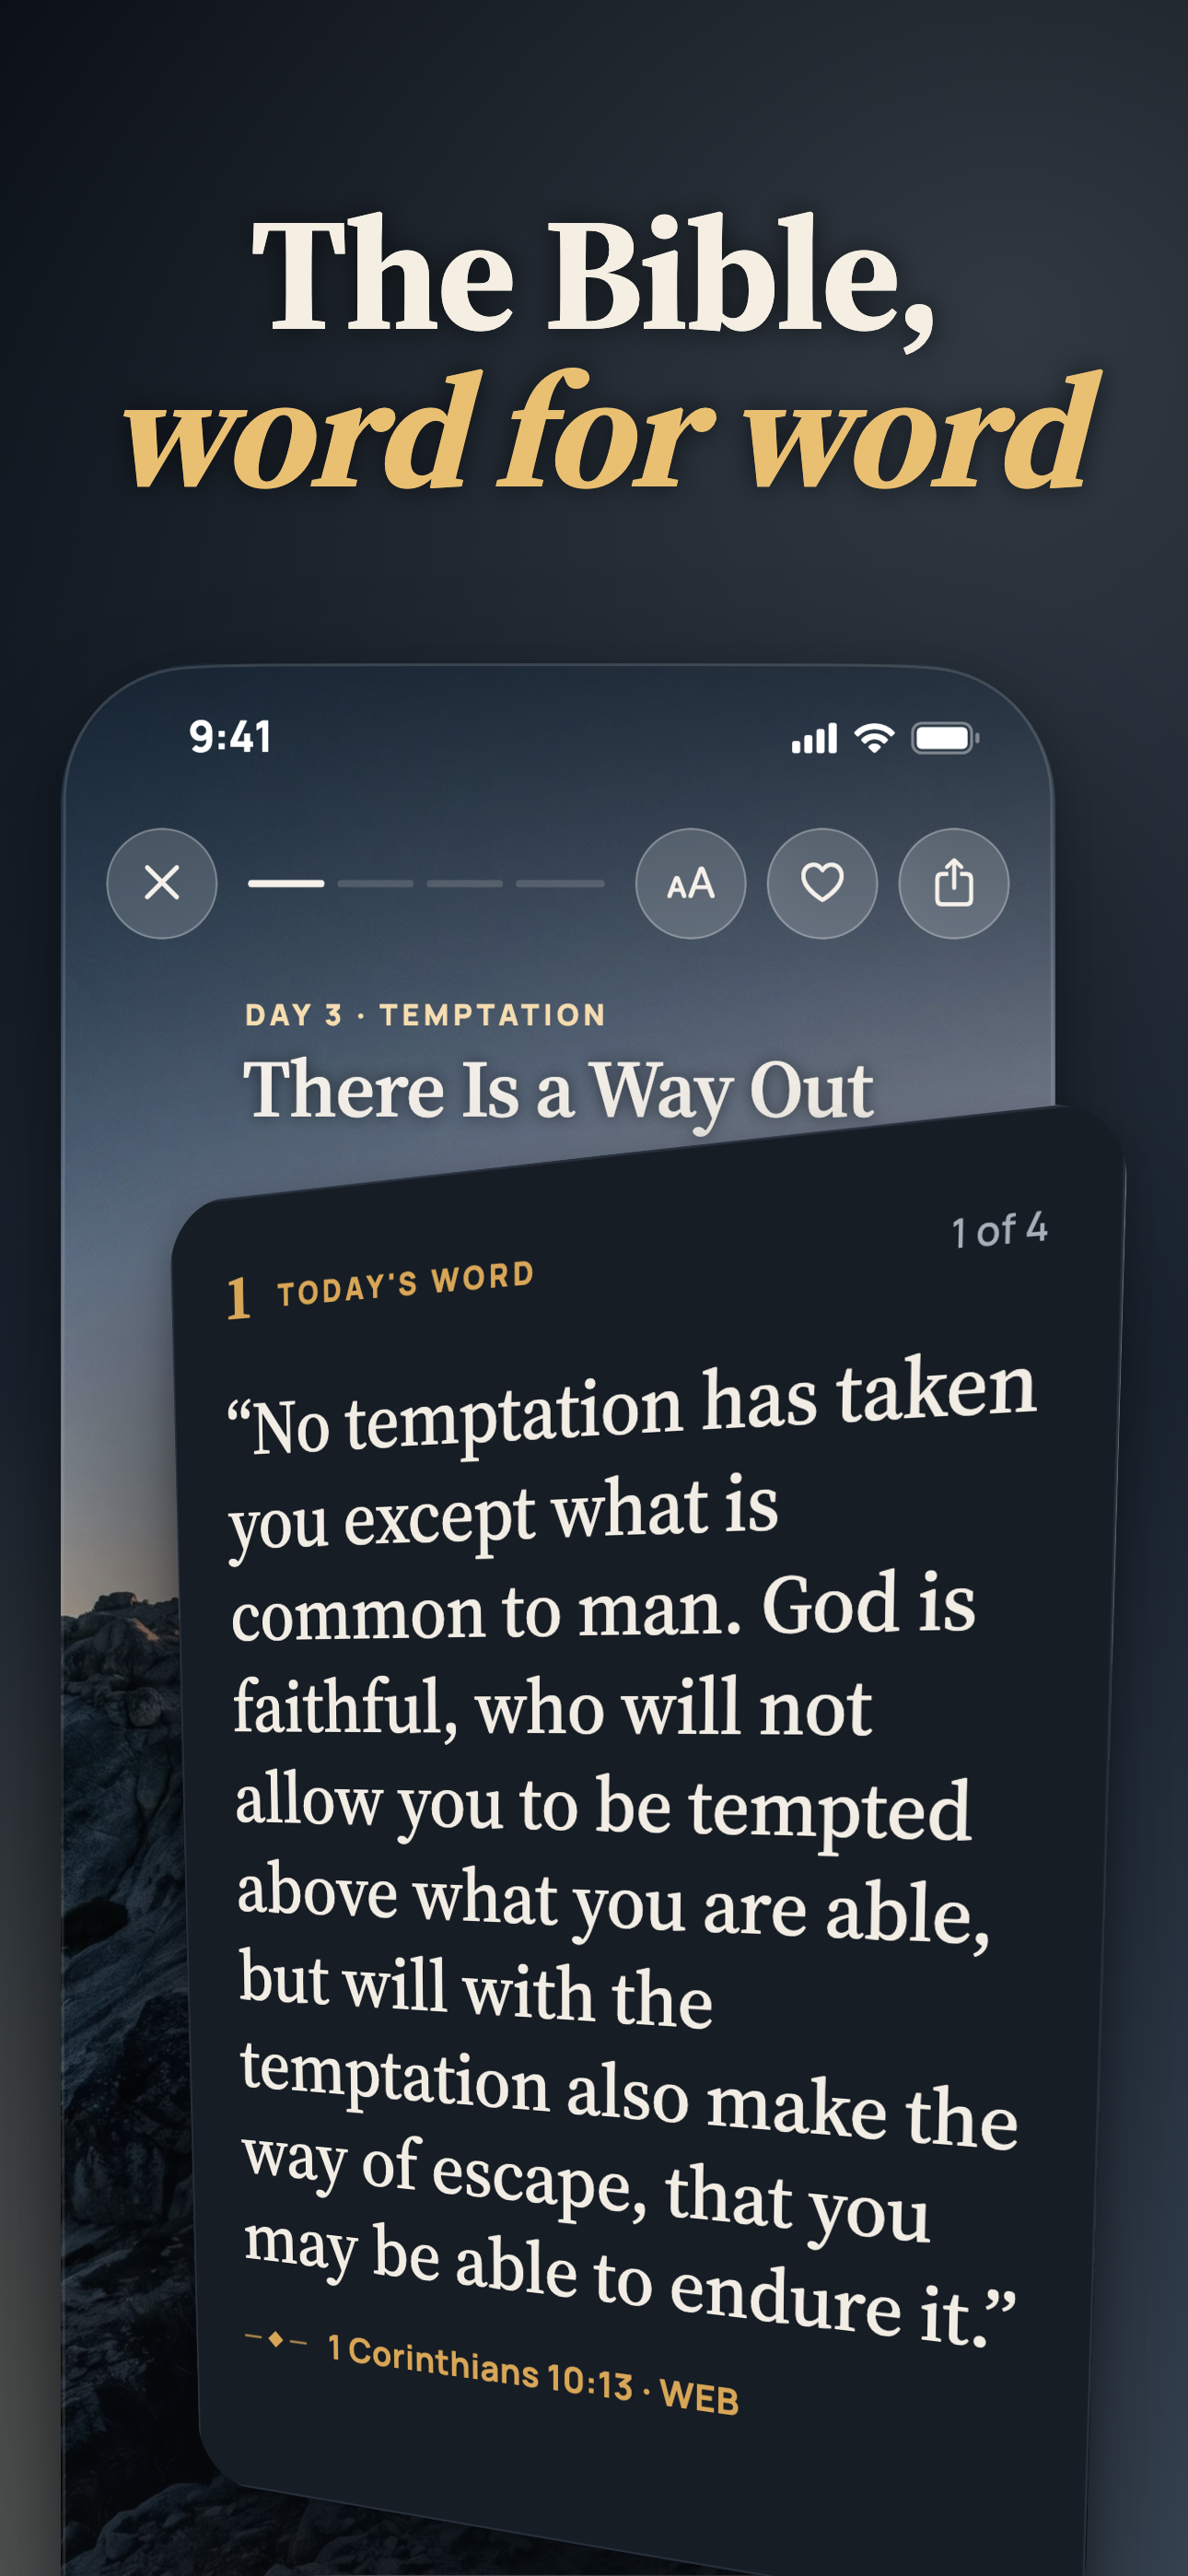 The Bible,
word for word
9:41
AA
DAY 3 · TEMPTATION
There Is a Way Out
1 of 4
1 TODAY'S WORD
“No temptation has taken
you except what is
common to man. God is
faithful, who will not
allow you to be tempted
above what you are able,
but will with the
temptation also make the
way of escape, that you
may be able to endure it.”
1 Corinthians 10:13 · WEB